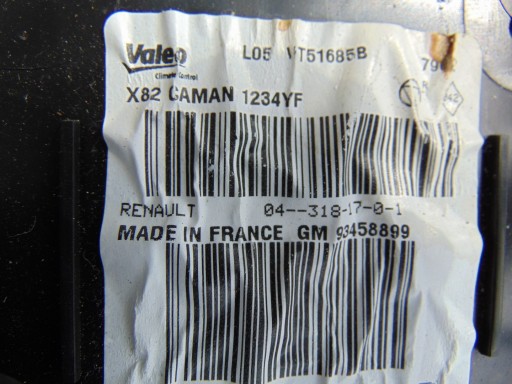 Valeo L05 VT51685B
Climate Control
X82 CAMAN 1234YF
RENAULT 04--318-17-0-1
MADE IN FRANCE GM 93458899